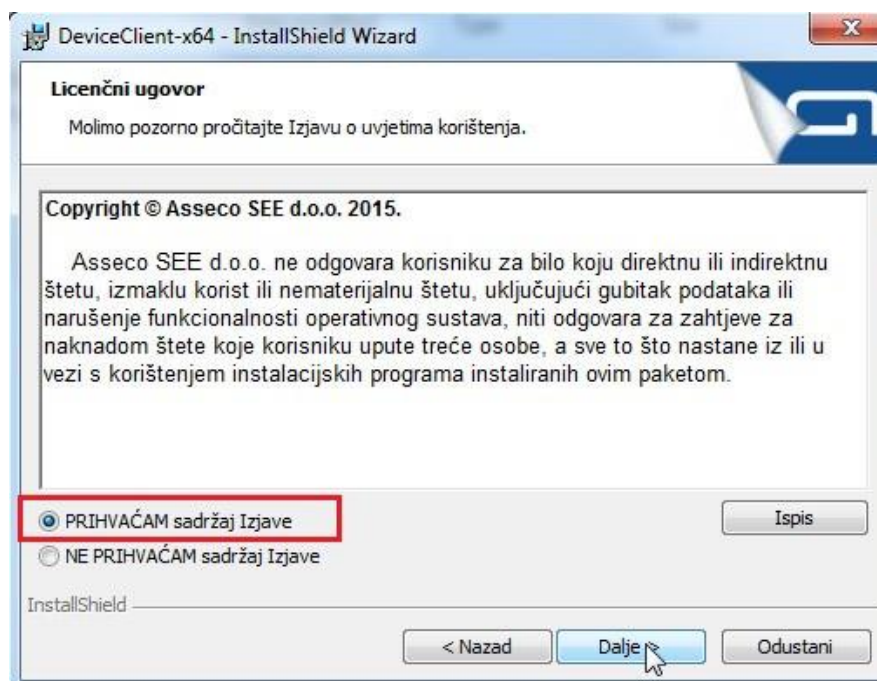 DeviceClient-x64 - InstallShield Wizard
Licenčni ugovor
Molimo pozorno pročitajte Izjavu o uvjetima korištenja.
Copyright © Asseco SEE d.o.o. 2015.
Asseco SEE d.o.o. ne odgovara korisniku za bilo koju direktnu ili indirektnu
štetu, izmaklu korist ili nematerijalnu štetu, uključujući gubitak podataka ili
narušenje funkcionalnosti operativnog sustava, niti odgovara za zahtjeve za
naknadom štete koje korisniku upute treće osobe, a sve to što nastane iz ili u
vezi s korištenjem instalacijskih programa instaliranih ovim paketom.
PRIHVAĆAM sadržaj Izjave
Ispis
NE PRIHVAĆAM sadržaj Izjave
InstallShield
< Nazad
Dalje >
Odustani